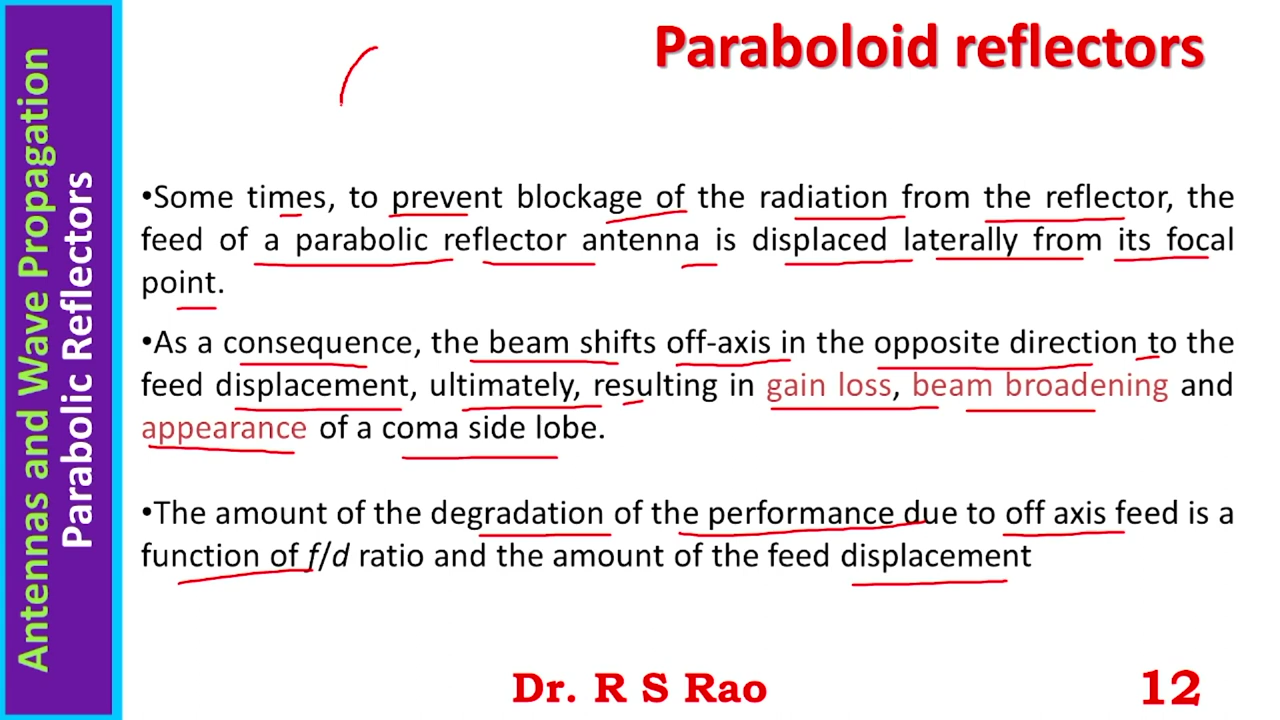 Paraboloid reflectors
Antennas and Wave Propagation
Parabolic Reflectors
•Some times, to prevent blockage of the radiation from the reflector, the
feed of a parabolic reflector antenna is displaced laterally from its focal
point.
•As a consequence, the beam shifts off-axis in the opposite direction to the
feed displacement, ultimately, resulting in gain loss, beam broadening and
appearance of a coma side lobe.
•The amount of the degradation of the performance due to off axis feed is a
function of f/d ratio and the amount of the feed displacement
Dr. R S Rao
12